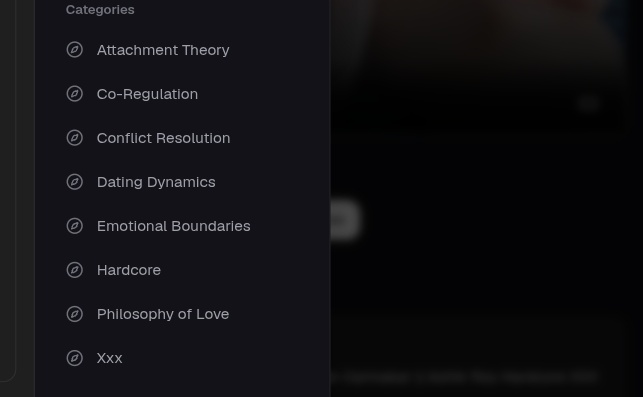 Categories
Attachment Theory
Co-Regulation
Conflict Resolution
Dating Dynamics
Emotional Boundaries
Hardcore
Philosophy of Love
Xxx